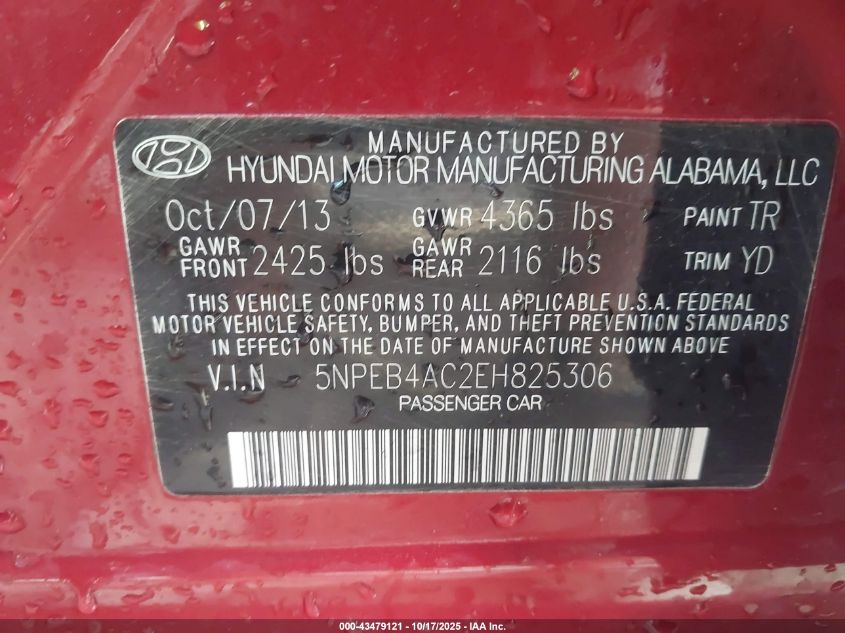 MANUFACTURED BY
HYUNDAI MOTOR MANUFACTURING ALABAMA, LLC
Oct/07/13 GVWR 4365 lbs PAINT TR
GAWR FRONT 2425 lbs GAWR REAR 2116 lbs TRIM YD
THIS VEHICLE CONFORMS TO ALL APPLICABLE U.S.A. FEDERAL
MOTOR VEHICLE SAFETY, BUMPER, AND THEFT PREVENTION STANDARDS
IN EFFECT ON THE DATE OF MANUFACTURE SHOWN ABOVE
V.I.N 5NPEB4AC2EH825306
PASSENGER CAR
000-43479121 - 10/17/2025 - IAA Inc.